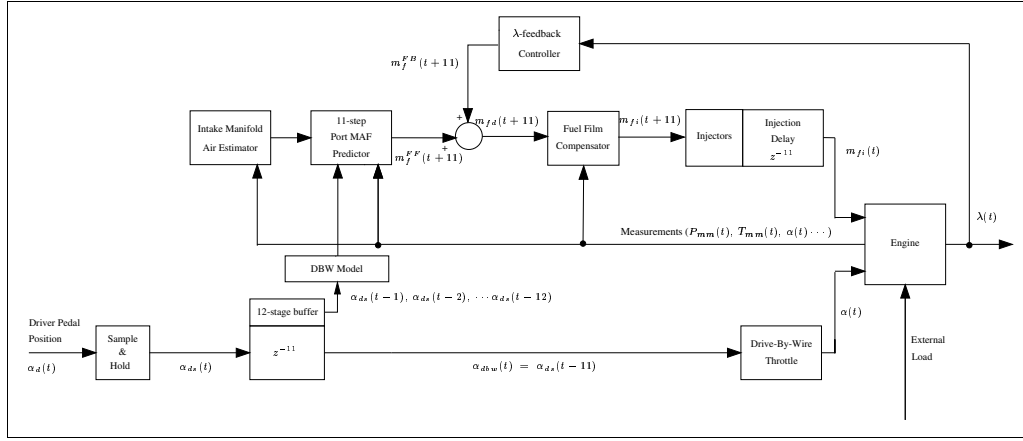 λ-feedback
Controller
m_f^{FB}(t+11)
+
Intake Manifold
Air Estimator
11-step
Port MAF
Predictor
m_f^{FF}(t+11)
+
m_{fd}(t+11)
Fuel Film
Compensator
m_{fi}(t+11)
Injectors
Injection
Delay
z^{-11}
m_{fi}(t)
Engine
λ(t)
Measurements (P_{mm}(t), T_{mm}(t), α(t)⋯)
DBW Model
α_{ds}(t−1), α_{ds}(t−2), ⋯α_{ds}(t−12)
12-stage buffer
z^{-11}
Driver Pedal
Position
α_d(t)
Sample
&
Hold
α_{ds}(t)
α_{dbw}(t) = α_{ds}(t−11)
Drive-By-Wire
Throttle
α(t)
External
Load